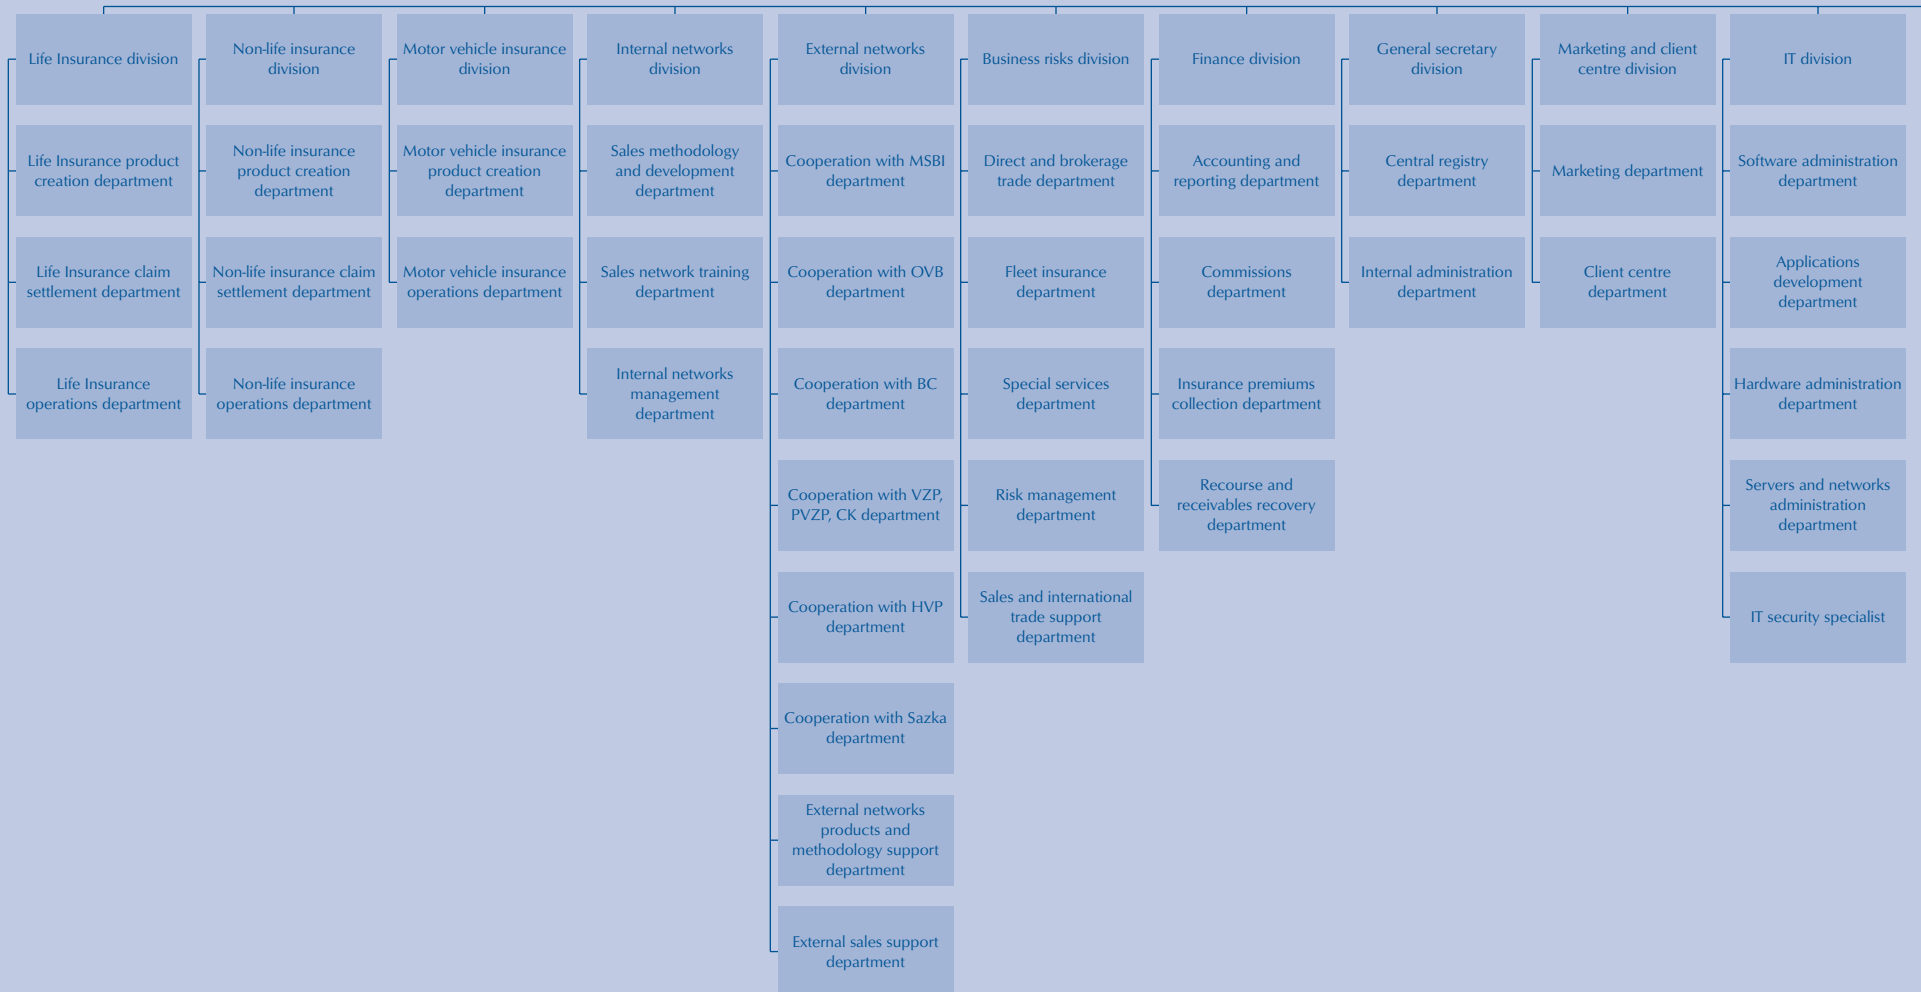 Life Insurance division
Life Insurance product
creation department
Life Insurance claim
settlement department
Life Insurance
operations department
Non-life insurance
division
Non-life insurance
product creation
department
Non-life insurance claim
settlement department
Non-life insurance
operations department
Motor vehicle insurance
division
Motor vehicle insurance
product creation
department
Motor vehicle insurance
operations department
Internal networks
division
Sales methodology
and development
department
Sales network training
department
Internal networks
management
department
External networks
division
Cooperation with MSBI
department
Cooperation with OVB
department
Cooperation with BC
department
Cooperation with VZP,
PVZP, CK department
Cooperation with HVP
department
Cooperation with Sazka
department
External networks
products and
methodology support
department
External sales support
department
Business risks division
Direct and brokerage
trade department
Fleet insurance
department
Special services
department
Risk management
department
Sales and international
trade support
department
Finance division
Accounting and
reporting department
Commissions
department
Insurance premiums
collection department
Recourse and
receivables recovery
department
General secretary
division
Central registry
department
Internal administration
department
Marketing and client
centre division
Marketing department
Client centre
department
IT division
Software administration
department
Applications
development
department
Hardware administration
department
Servers and networks
administration
department
IT security specialist